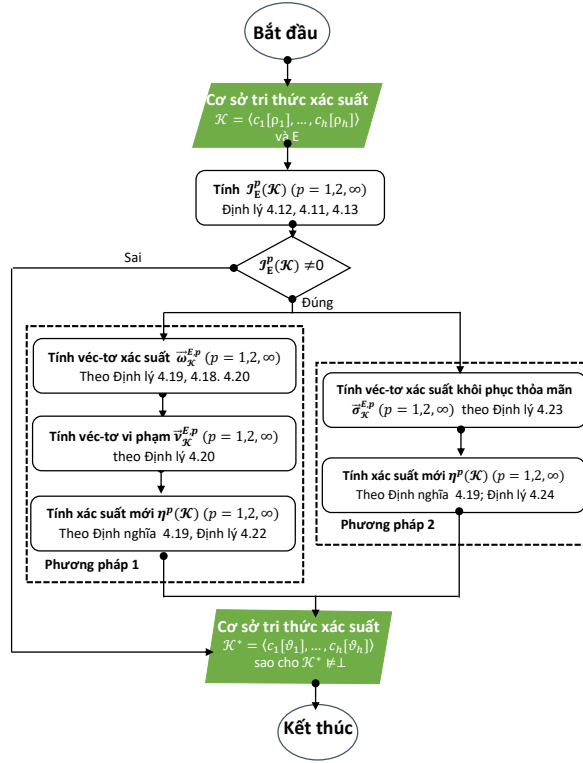 Bắt đầu
Cơ sở tri thức xác suất
𝒦 = ⟨c₁[ρ₁], … , cₕ[ρₕ]⟩
và E
Tính 𝓘ᴱᵖ(𝓚) (p = 1,2, ∞)
Định lý 4.12, 4.11, 4.13
Sai
𝓘ᴱᵖ(𝓚) ≠0
Đúng
Tính véc-tơ xác suất ω⃗_𝒦^{E,p} (p = 1,2, ∞)
Theo Định lý 4.19, 4.18. 4.20
Tính véc-tơ vi phạm ν⃗_𝒦^{E,p} (p = 1,2, ∞)
theo Định lý 4.20
Tính xác suất mới ηᵖ(𝓚) (p = 1,2, ∞)
Theo Định nghĩa 4.19, Định lý 4.22
Phương pháp 1
Tính véc-tơ xác suất khôi phục thỏa mãn
σ⃗_𝒦^{E,p} (p = 1,2, ∞) theo Định lý 4.23
Tính xác suất mới ηᵖ(𝓚) (p = 1,2, ∞)
Theo Định nghĩa 4.19; Định lý 4.24
Phương pháp 2
Cơ sở tri thức xác suất
𝒦* = ⟨c₁[ϑ₁], … , cₕ[ϑₕ]⟩
sao cho 𝒦* ⊭⊥
Kết thúc